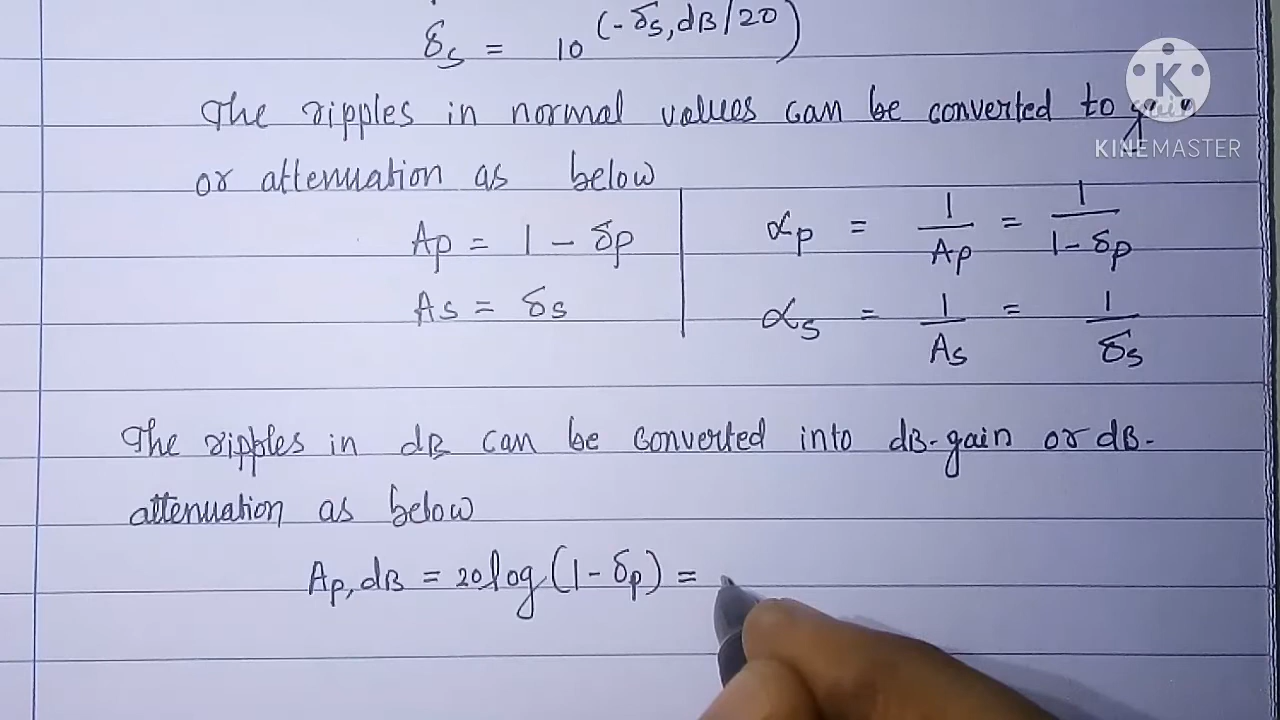 δs = 10^(-δs,dB/20)
The ripples in normal values can be converted to gain
K
KINEMASTER
or attenuation as below
Ap = 1 - δp
As = δs
αp = 1/Ap = 1/(1-δp)
αs = 1/As = 1/δs
The ripples in dB can be converted into dB-gain or dB-
attenuation as below
Ap,dB = 20log(1-δp) =